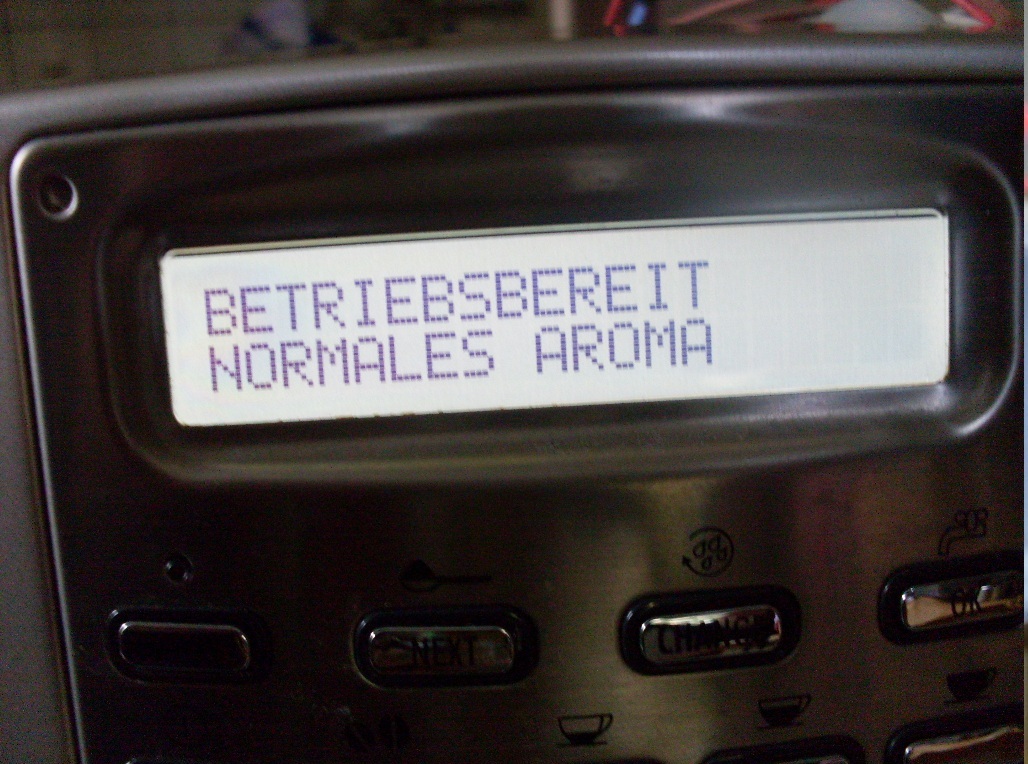 BETRIEBSBEREIT
NORMALES AROMA
NEXT
CHANGE
OK